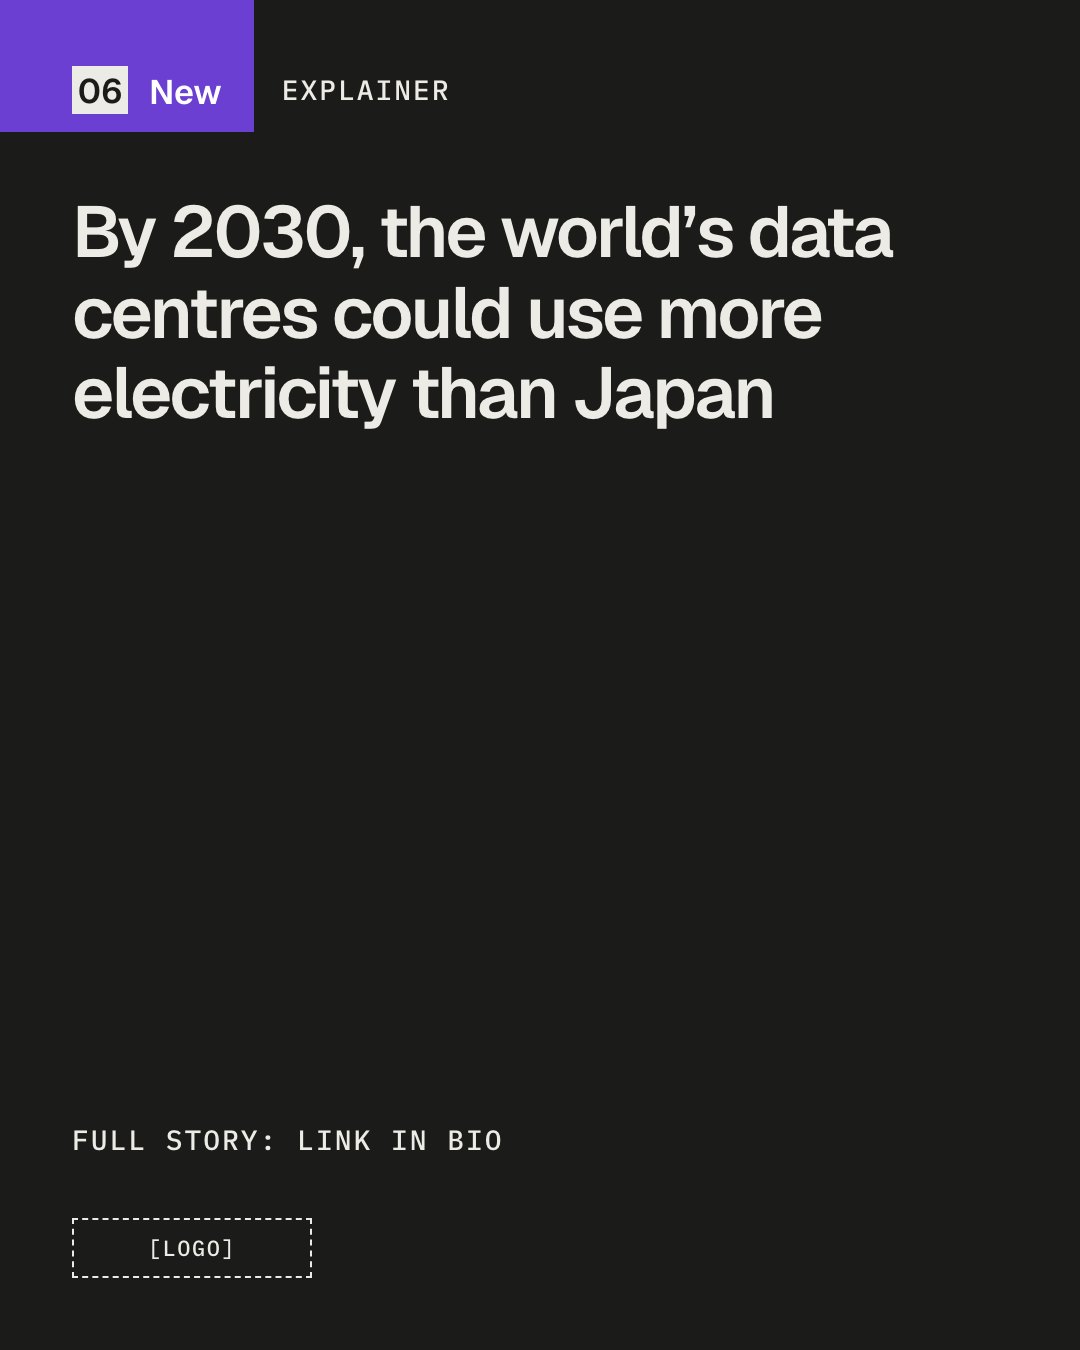 06 New EXPLAINER
By 2030, the world’s data
centres could use more
electricity than Japan
FULL STORY: LINK IN BIO
[LOGO]